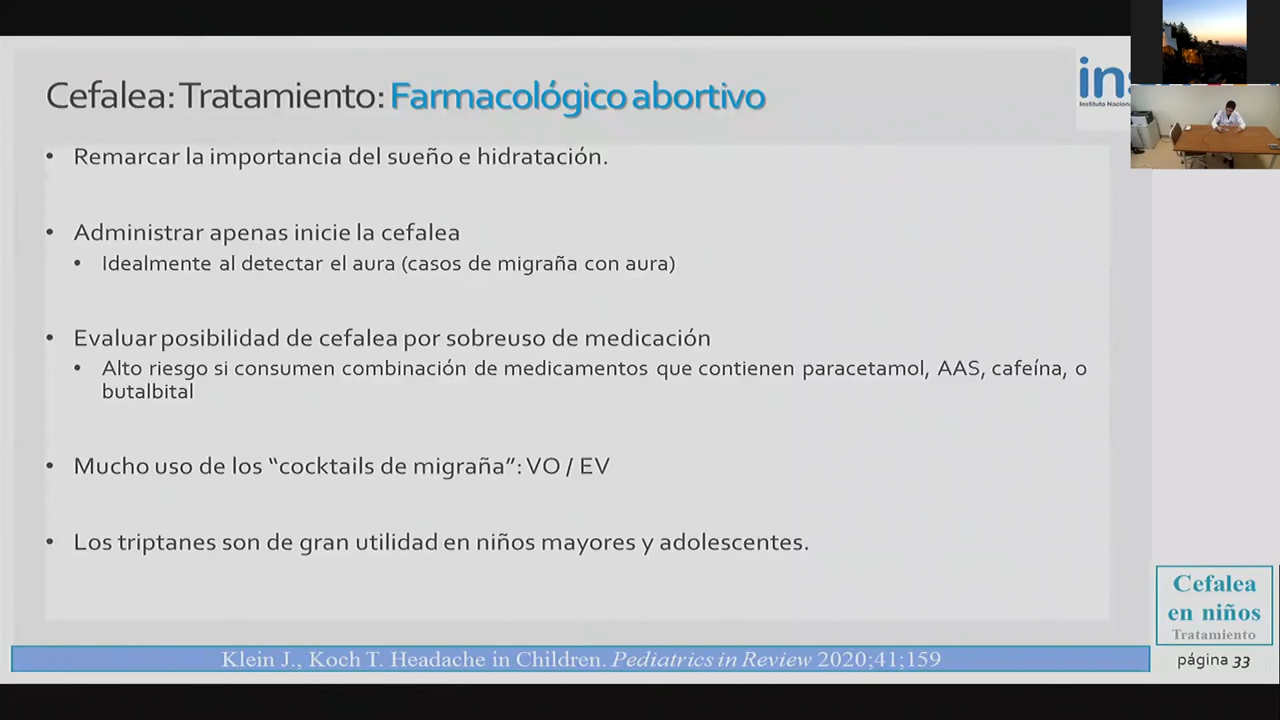 Cefalea: Tratamiento: Farmacológico abortivo
ins
Instituto Nacional
• Remarcar la importancia del sueño e hidratación.
• Administrar apenas inicie la cefalea
• Idealmente al detectar el aura (casos de migraña con aura)
• Evaluar posibilidad de cefalea por sobreuso de medicación
• Alto riesgo si consumen combinación de medicamentos que contienen paracetamol, AAS, cafeína, o
butalbital
• Mucho uso de los “cocktails de migraña”: VO / EV
• Los triptanes son de gran utilidad en niños mayores y adolescentes.
Cefalea
en niños
Tratamiento
página 33
Klein J., Koch T. Headache in Children. Pediatrics in Review 2020;41;159